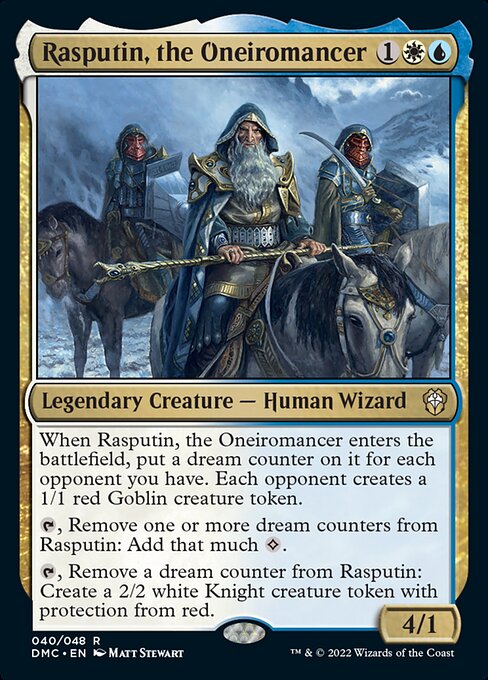 Rasputin, the Oneiromancer 1
Legendary Creature — Human Wizard
When Rasputin, the Oneiromancer enters the
battlefield, put a dream counter on it for each
opponent you have. Each opponent creates a
1/1 red Goblin creature token.
, Remove one or more dream counters from
Rasputin: Add that much .
, Remove a dream counter from Rasputin:
Create a 2/2 white Knight creature token with
protection from red.
4/1
040/048 R
DMC • EN Matt Stewart
™ & © 2022 Wizards of the Coast